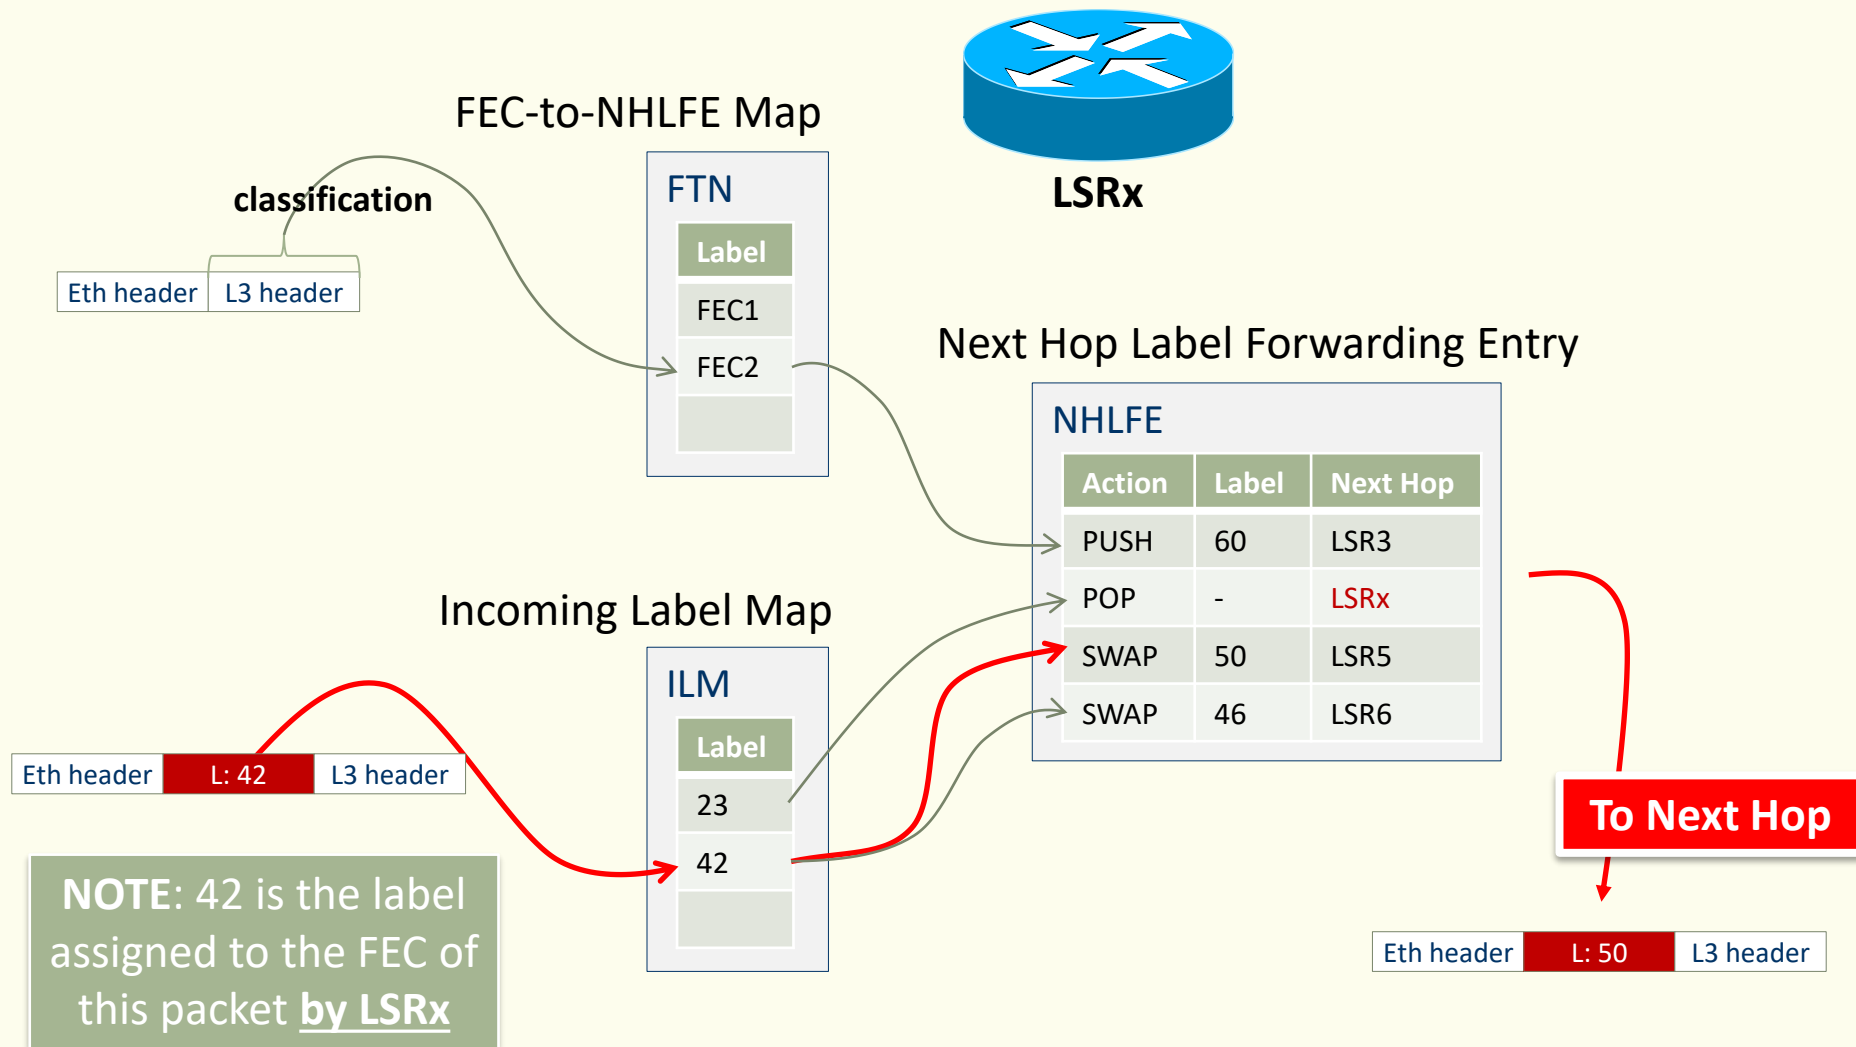 LSRx
FEC-to-NHLFE Map
classification
Eth header L3 header
FTN
Label
FEC1
FEC2
Next Hop Label Forwarding Entry
NHLFE
Action Label Next Hop
PUSH 60 LSR3
POP - LSRx
SWAP 50 LSR5
SWAP 46 LSR6
Incoming Label Map
ILM
Label
23
42
Eth header L: 42 L3 header
NOTE: 42 is the label
assigned to the FEC of
this packet by LSRx
To Next Hop
Eth header L: 50 L3 header